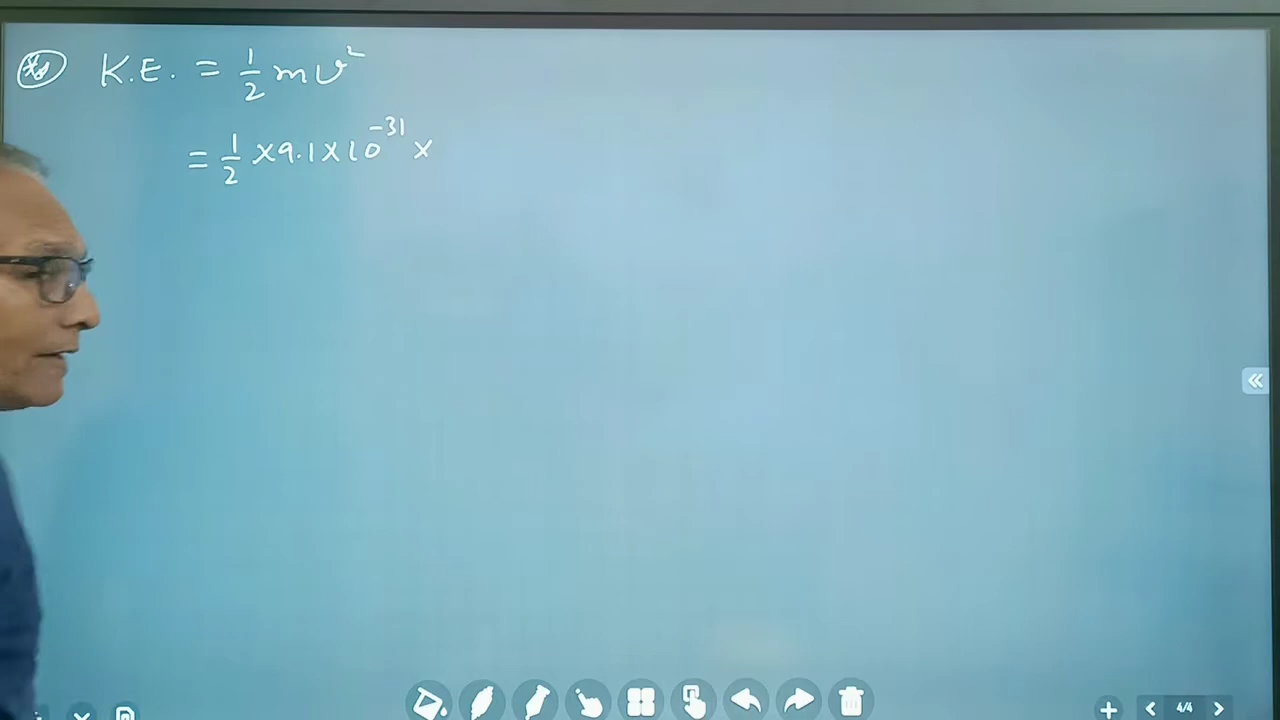 K.E. = 1/2 mv²
= 1/2 × 9.1 × 10⁻³¹ ×
4/4